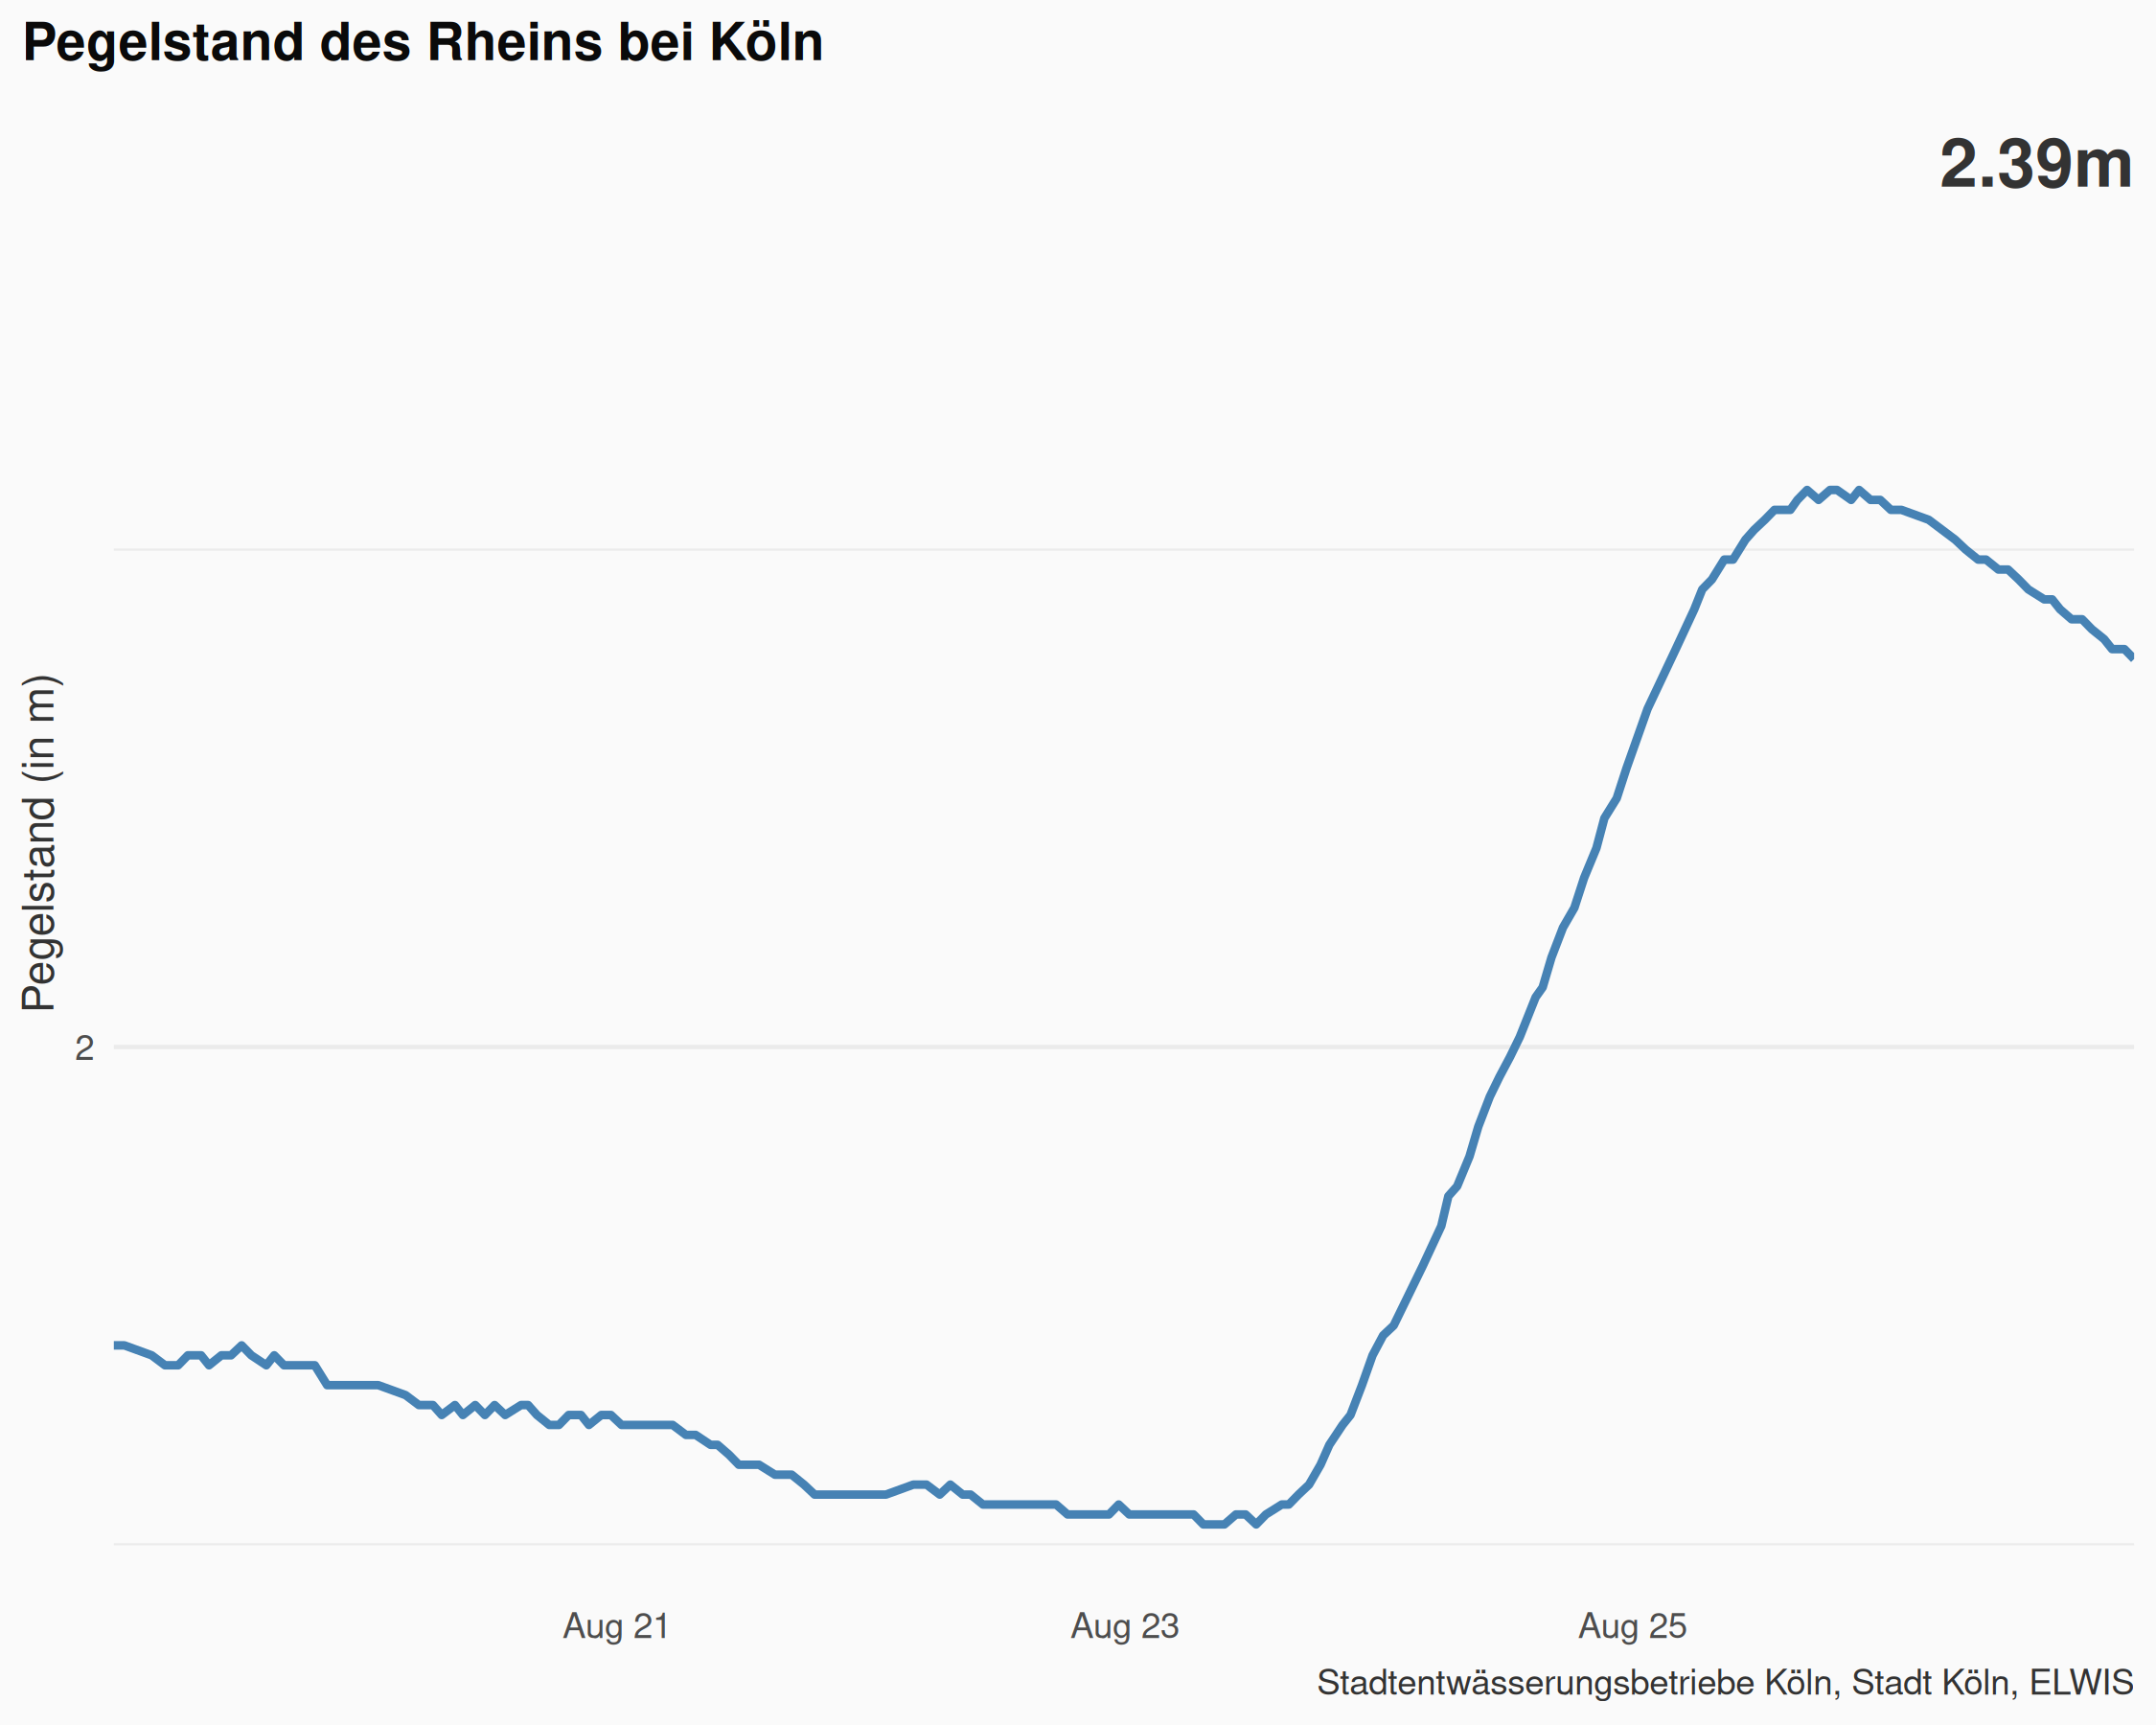 Pegelstand des Rheins bei Köln
2.39m
Pegelstand (in m)
2
Aug 21
Aug 23
Aug 25
Stadtentwässerungsbetriebe Köln, Stadt Köln, ELWIS